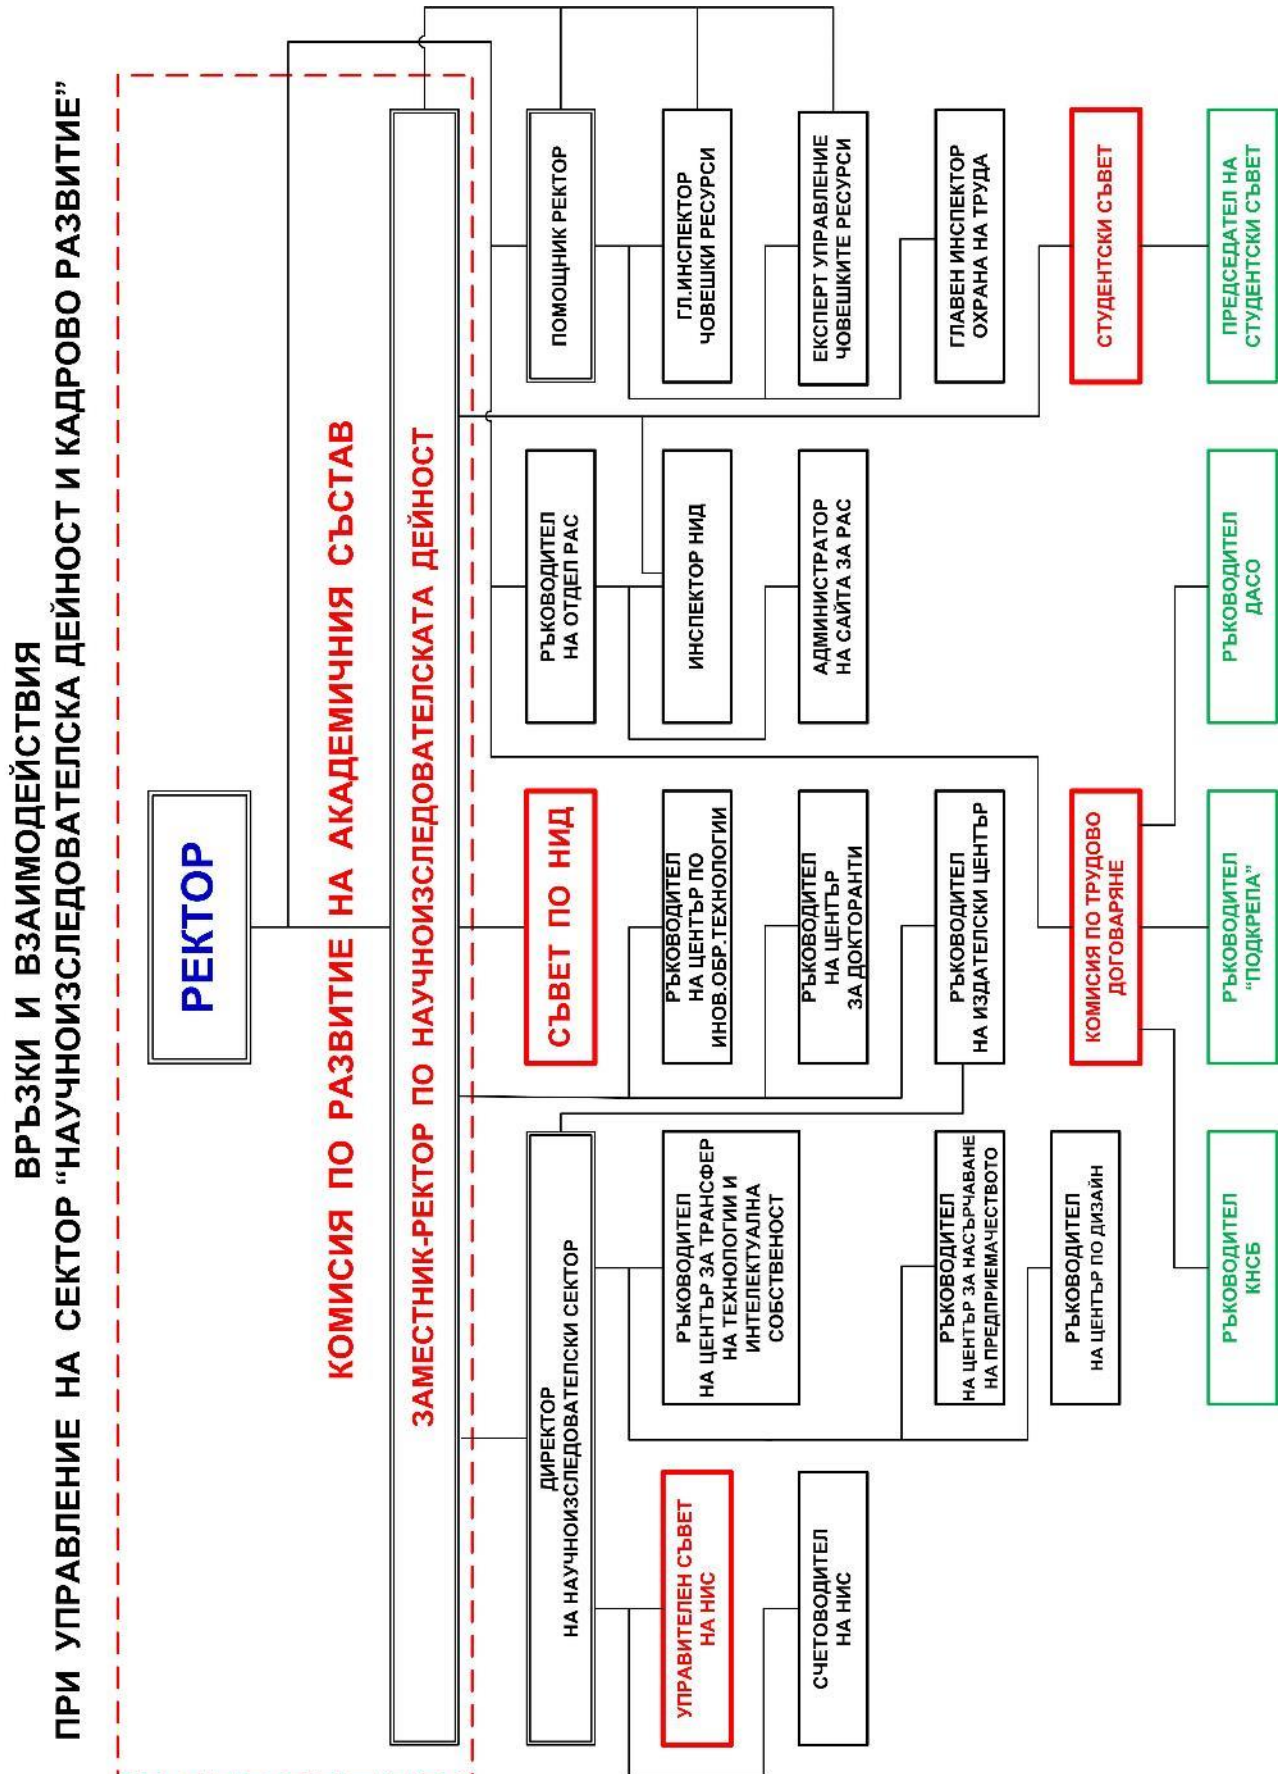 ВРЪЗКИ И ВЗАИМОДЕЙСТВИЯ
ПРИ УПРАВЛЕНИЕ НА СЕКТОР “НАУЧНОИЗСЛЕДОВАТЕЛСКА ДЕЙНОСТ И КАДРОВО РАЗВИТИЕ”
РЕКТОР
КОМИСИЯ ПО РАЗВИТИЕ НА АКАДЕМИЧНИЯ СЪСТАВ
ЗАМЕСТНИК-РЕКТОР ПО НАУЧНОИЗСЛЕДОВАТЕЛСКАТА ДЕЙНОСТ
ДИРЕКТОР
НА НАУЧНОИЗСЛЕДОВАТЕЛСКИ СЕКТОР
СЪВЕТ ПО НИД
РЪКОВОДИТЕЛ
НА ОТДЕЛ РАС
ПОМОЩНИК РЕКТОР
УПРАВИТЕЛЕН СЪВЕТ
НА НИС
РЪКОВОДИТЕЛ
НА ЦЕНТЪР ЗА ТРАНСФЕР
НА ТЕХНОЛОГИИ И
ИНТЕЛЕКТУАЛНА
СОБСТВЕНОСТ
РЪКОВОДИТЕЛ
НА ЦЕНТЪР ПО
ИНОВ.ОБР.ТЕХНОЛОГИИ
ИНСПЕКТОР НИД
ГЛ.ИНСПЕКТОР
ЧОВЕШКИ РЕСУРСИ
СЧЕТОВОДИТЕЛ
НА НИС
РЪКОВОДИТЕЛ
НА ЦЕНТЪР
ЗА ДОКТОРАНТИ
АДМИНИСТРАТОР
НА САЙТА ЗА РАС
ЕКСПЕРТ УПРАВЛЕНИЕ
ЧОВЕШКИТЕ РЕСУРСИ
РЪКОВОДИТЕЛ
НА ЦЕНТЪР ЗА НАСЪРЧАВАНЕ
НА ПРЕДПРИЕМАЧЕСТВОТО
РЪКОВОДИТЕЛ
НА ИЗДАТЕЛСКИ ЦЕНТЪР
ГЛАВЕН ИНСПЕКТОР
ОХРАНА НА ТРУДА
РЪКОВОДИТЕЛ
НА ЦЕНТЪР ПО ДИЗАЙН
КОМИСИЯ ПО ТРУДОВО
ДОГОВАРЯНЕ
СТУДЕНТСКИ СЪВЕТ
РЪКОВОДИТЕЛ
КНСБ
РЪКОВОДИТЕЛ
“ПОДКРЕПА”
РЪКОВОДИТЕЛ
ДАСО
ПРЕДСЕДАТЕЛ НА
СТУДЕНТСКИ СЪВЕТ